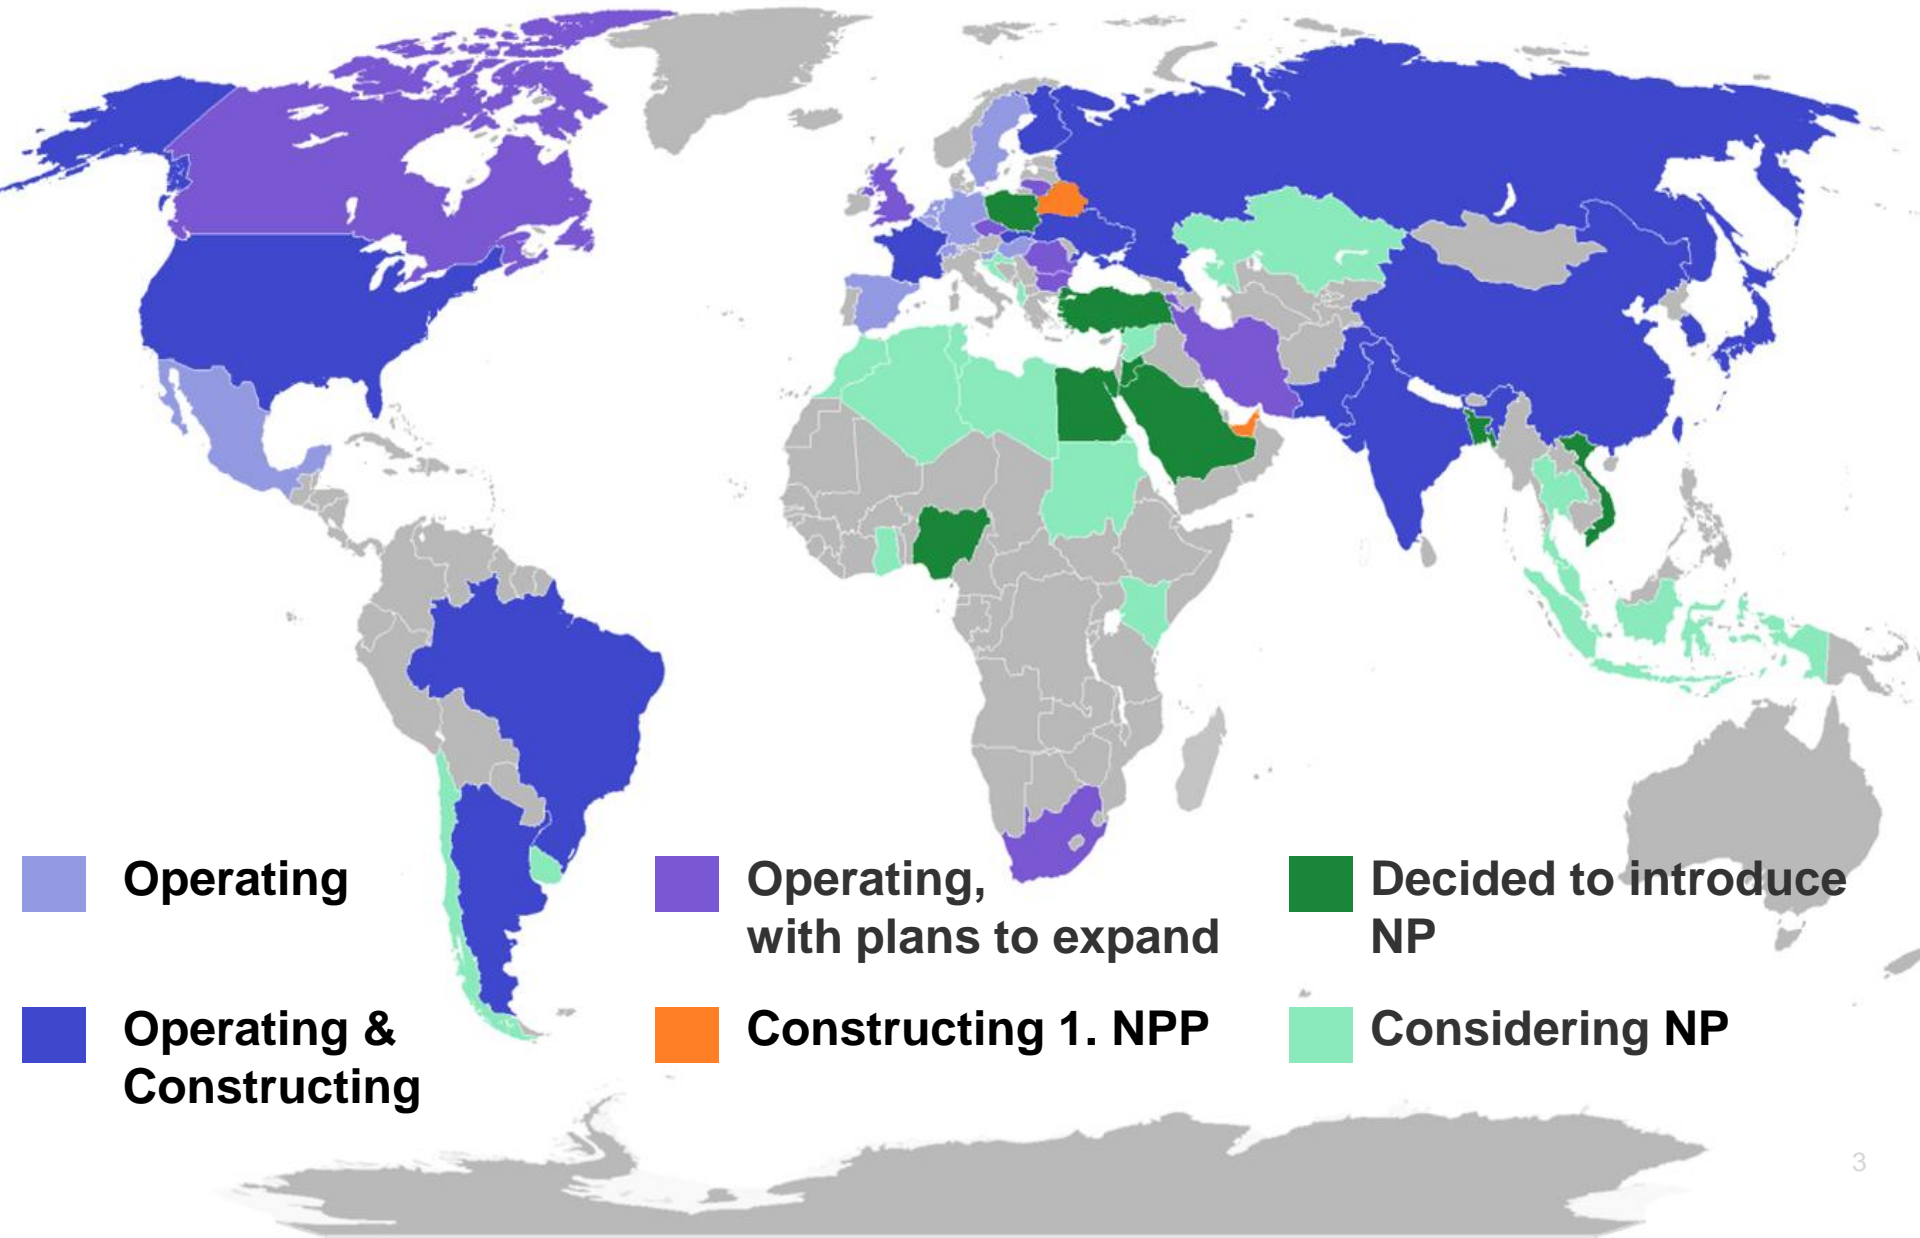 Operating
Operating &
Constructing
Operating,
with plans to expand
Constructing 1. NPP
Decided to introduce
NP
Considering NP
3